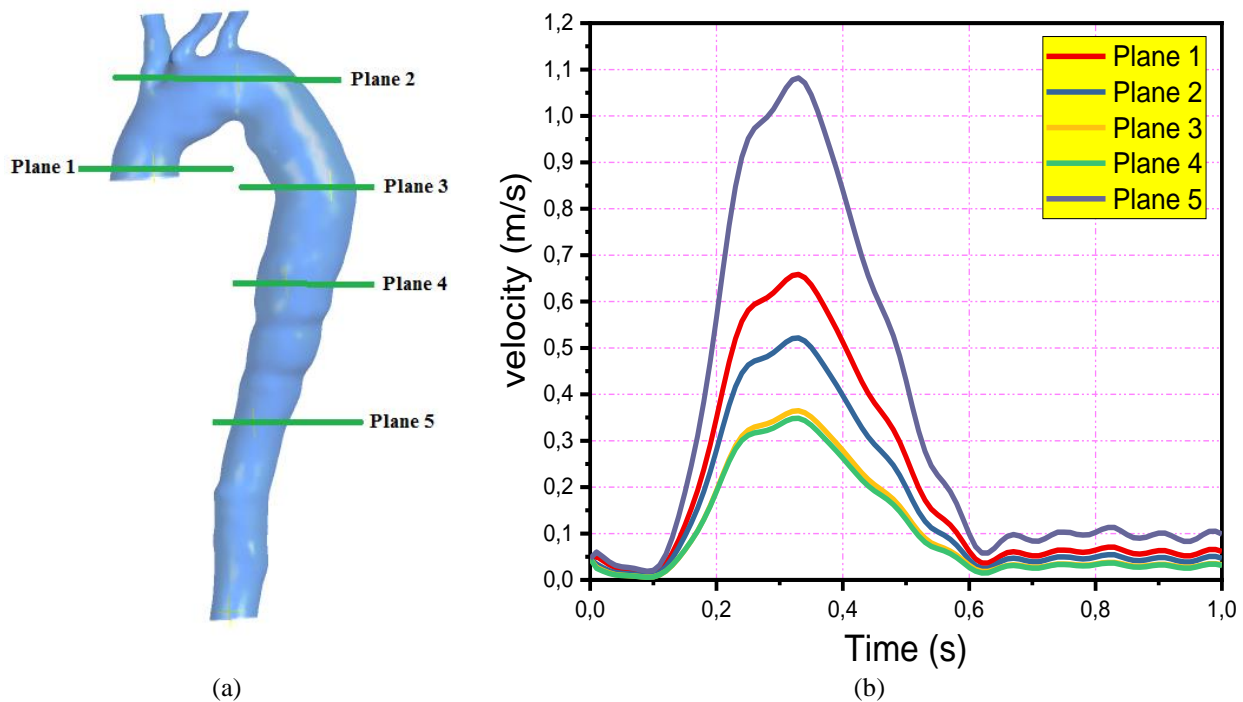 Plane 2
Plane 1
Plane 3
Plane 4
Plane 5
(a)
velocity (m/s)
1,2
1,1
1,0
0,9
0,8
0,7
0,6
0,5
0,4
0,3
0,2
0,1
0,0
Plane 1
Plane 2
Plane 3
Plane 4
Plane 5
0,0 0,2 0,4 0,6 0,8 1,0
Time (s)
(b)